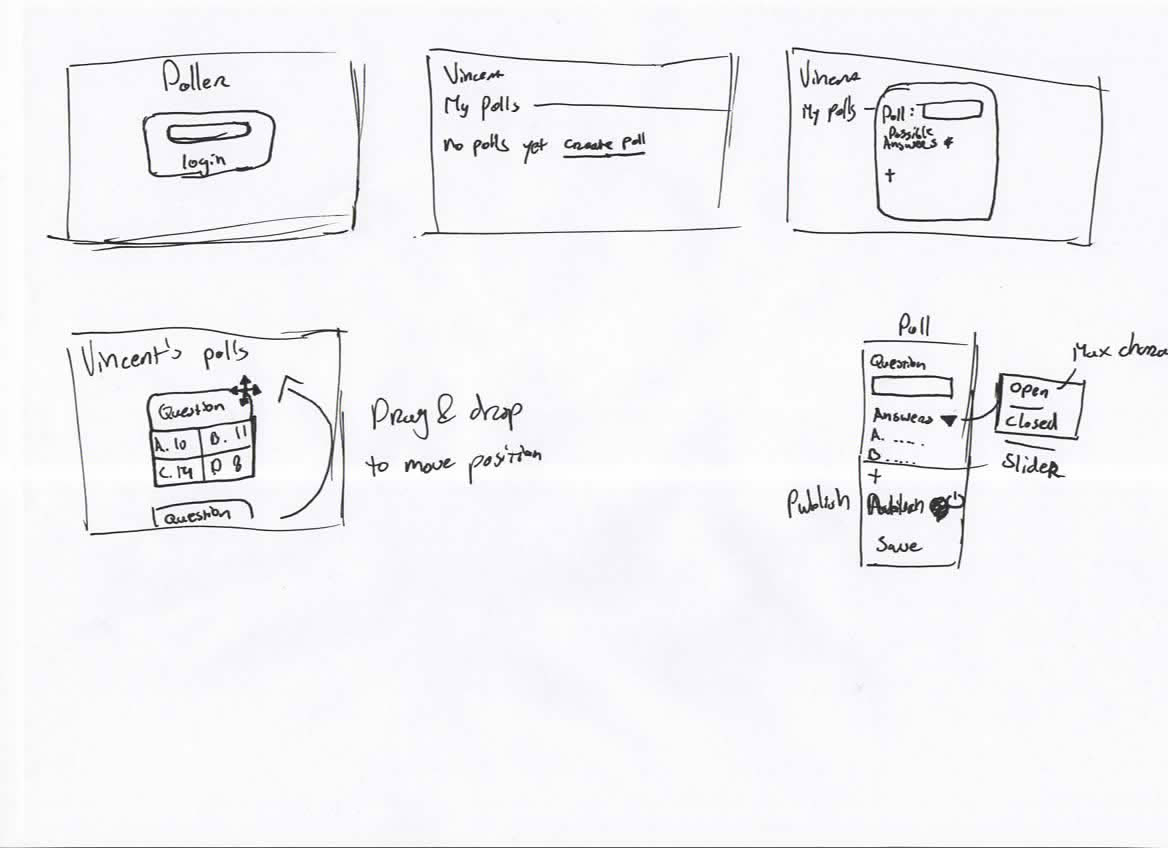 Poller
login
Vincent
My polls
no polls yet create poll
Vincent
My polls
Poll:
Possible
Answers
+
Vincent's polls
Question
A. 10 B. 11
C. 14 D 8
Question
Drag & drop
to move position
Poll
Question
Answers
A. ....
B.....
+
Publish
Publish
Save
Max
Open
Closed
Slider